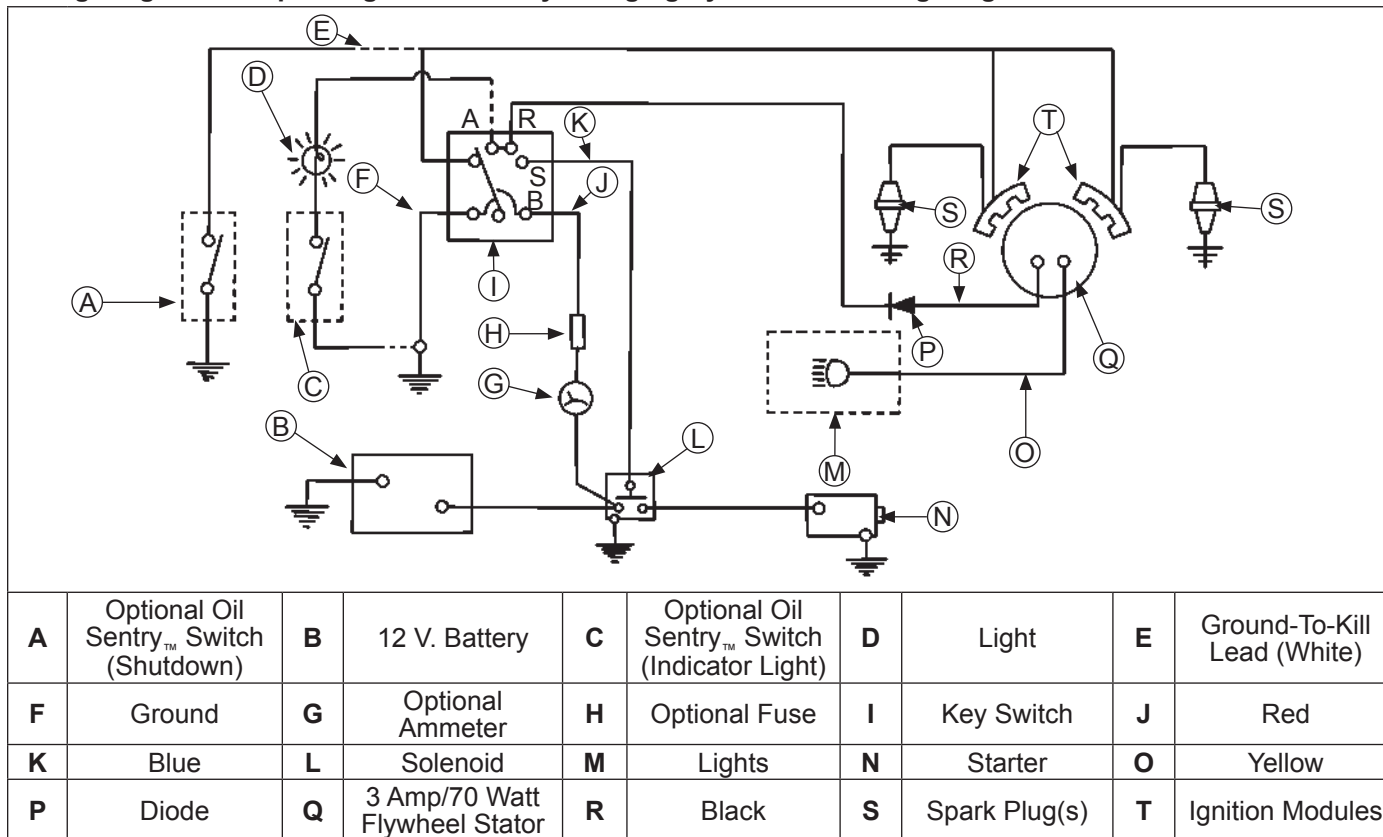 E
D
A
R
K
T
F
S
J
B
S
S
R
A
I
H
P
Q
C
G
B
L
M
O
N
A
Optional Oil
Sentry™ Switch
(Shutdown)
B
12 V. Battery
C
Optional Oil
Sentry™ Switch
(Indicator Light)
D
Light
E
Ground-To-Kill
Lead (White)
F
Ground
G
Optional
Ammeter
H
Optional Fuse
I
Key Switch
J
Red
K
Blue
L
Solenoid
M
Lights
N
Starter
O
Yellow
P
Diode
Q
3 Amp/70 Watt
Flywheel Stator
R
Black
S
Spark Plug(s)
T
Ignition Modules